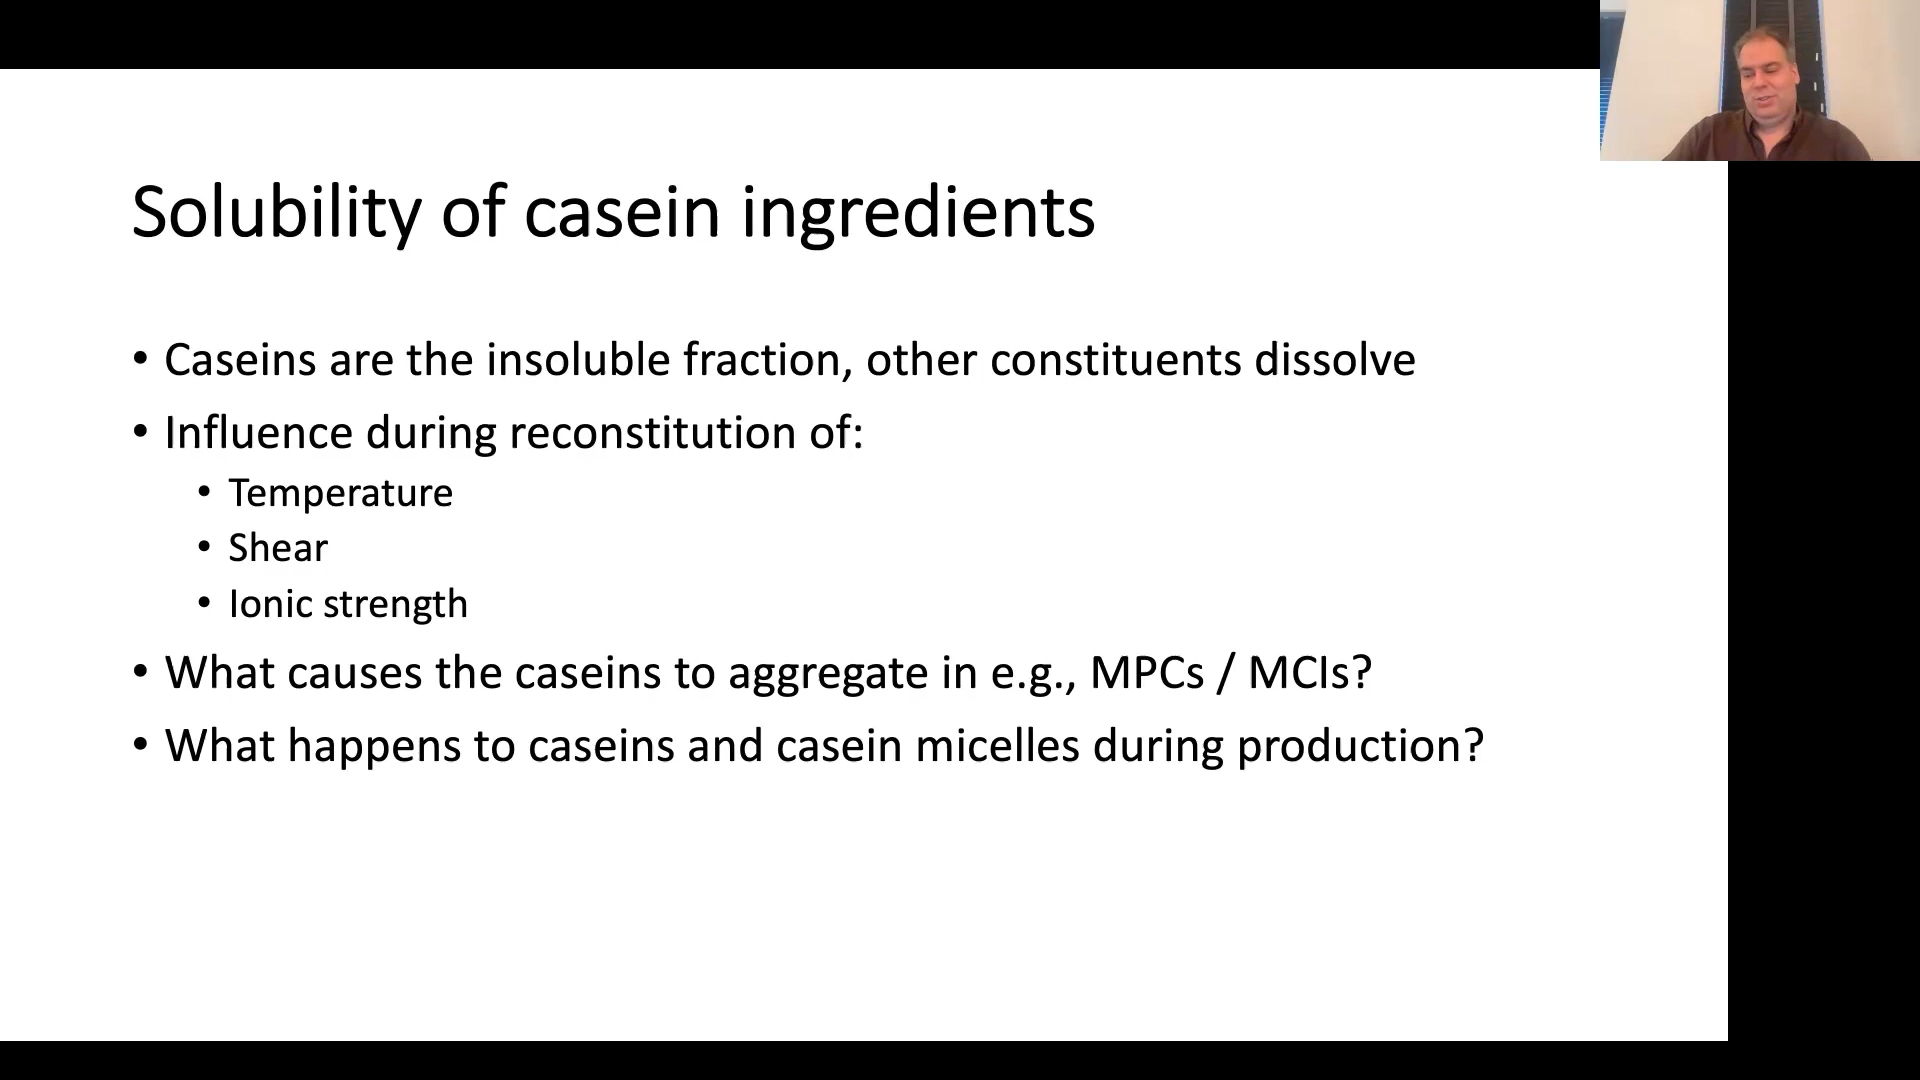 Solubility of casein ingredients
• Caseins are the insoluble fraction, other constituents dissolve
• Influence during reconstitution of:
• Temperature
• Shear
• Ionic strength
• What causes the caseins to aggregate in e.g., MPCs / MCIs?
• What happens to caseins and casein micelles during production?